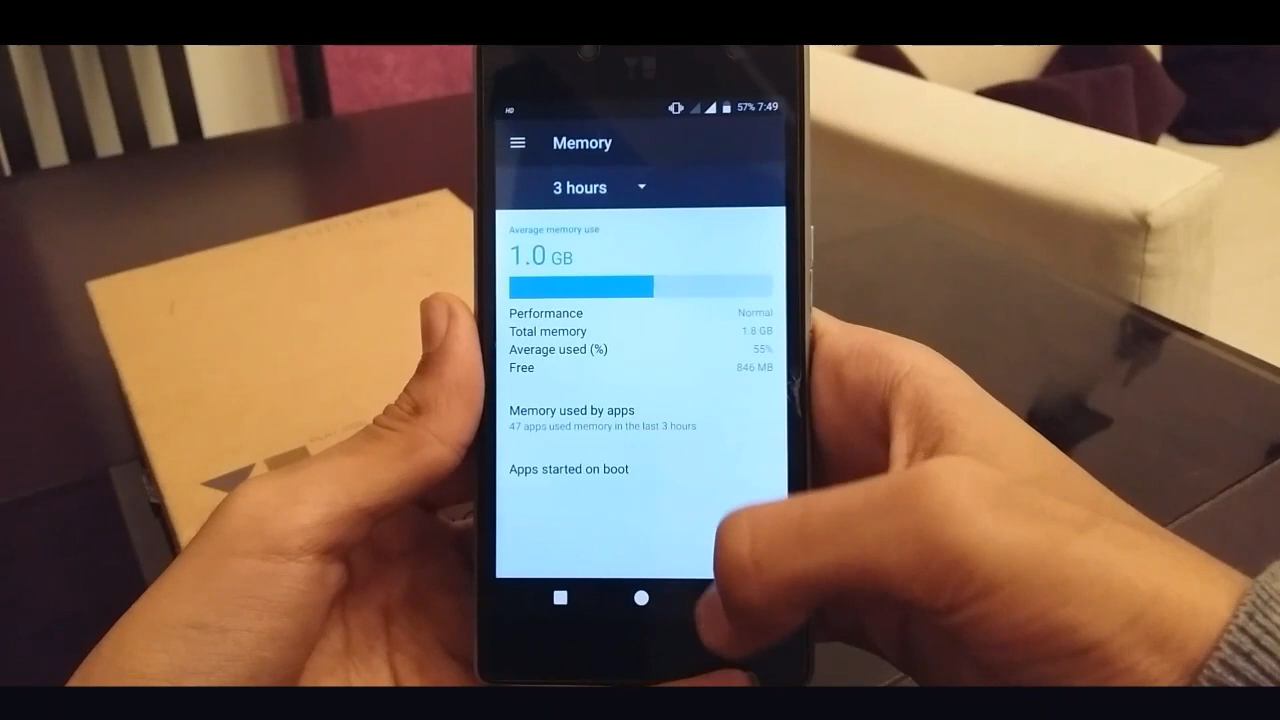 YU
HD 57% 7:49
Memory
3 hours
Average memory use
1.0 GB
Performance Normal
Total memory 1.8 GB
Average used (%) 55%
Free 846 MB
Memory used by apps
47 apps used memory in the last 3 hours
Apps started on boot